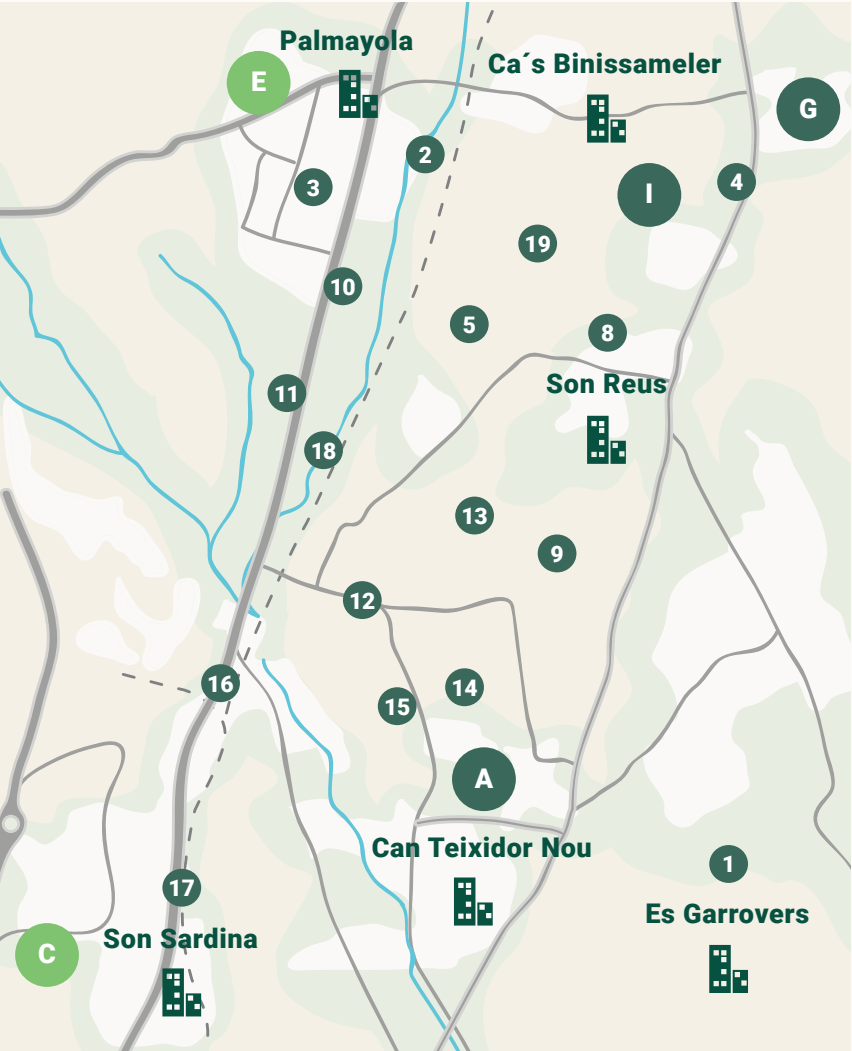 Palmayola
E
Ca´s Binissameler
G
2
3
4
I
19
10
5
8
Son Reus
11
18
13
9
12
16
14
15
A
Can Teixidor Nou
1
17
Es Garrovers
Son Sardina
C